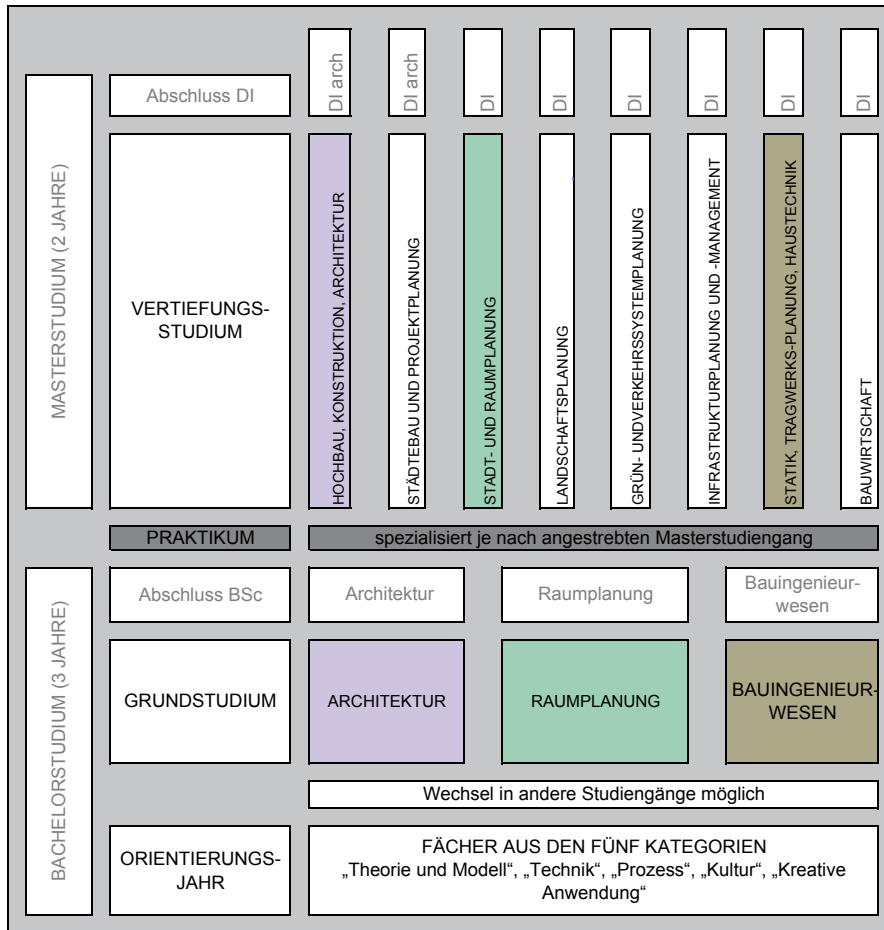 MASTERSTUDIUM (2 JAHRE)
Abschluss DI
DI arch
DI arch
DI
DI
DI
DI
DI
DI
VERTIEFUNGS-
STUDIUM
HOCHBAU, KONSTRUKTION, ARCHITEKTUR
STÄDTEBAU UND PROJEKTPLANUNG
STADT- UND RAUMPLANUNG
LANDSCHAFTSPLANUNG
GRÜN- UNDVERKEHRSSYSTEMPLANUNG
INFRASTRUKTURPLANUNG UND -MANAGEMENT
STATIK, TRAGWERKS-PLANUNG, HAUSTECHNIK
BAUWIRTSCHAFT
PRAKTIKUM
spezialisiert je nach angestrebten Masterstudiengang
BACHELORSTUDIUM (3 JAHRE)
Abschluss BSc
Architektur
Raumplanung
Bauingenieur-
wesen
GRUNDSTUDIUM
ARCHITEKTUR
RAUMPLANUNG
BAUINGENIEUR-
WESEN
Wechsel in andere Studiengänge möglich
ORIENTIERUNGS-
JAHR
FÄCHER AUS DEN FÜNF KATEGORIEN
„Theorie und Modell“, „Technik“, „Prozess“, „Kultur“, „Kreative
Anwendung“